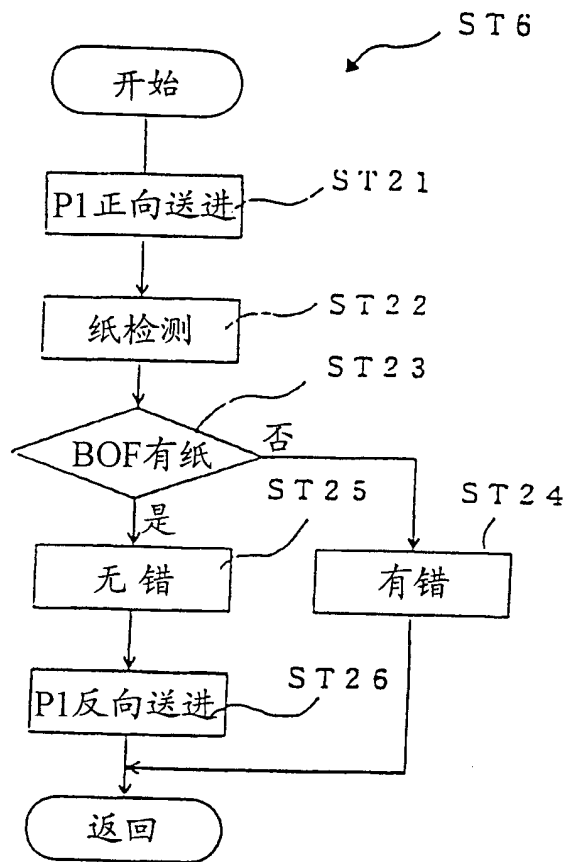 ST6
开始
P1正向送进
ST21
纸检测
ST22
ST23
BOF有纸
否
是
ST25
ST24
无错
有错
P1反向送进
ST26
返回